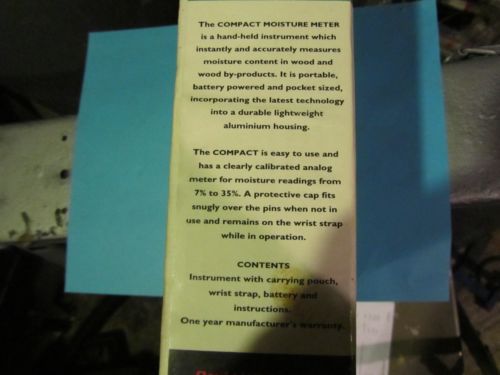 The COMPACT MOISTURE METER
is a hand-held instrument which
instantly and accurately measures
moisture content in wood and
wood by-products. It is portable,
battery powered and pocket sized,
incorporating the latest technology
into a durable lightweight
aluminium housing.
The COMPACT is easy to use and
has a clearly calibrated analog
meter for moisture readings from
7% to 35%. A protective cap fits
snugly over the pins when not in
use and remains on the wrist strap
while in operation.
CONTENTS
Instrument with carrying pouch,
wrist strap, battery and
instructions.
One year manufacturer's warranty.